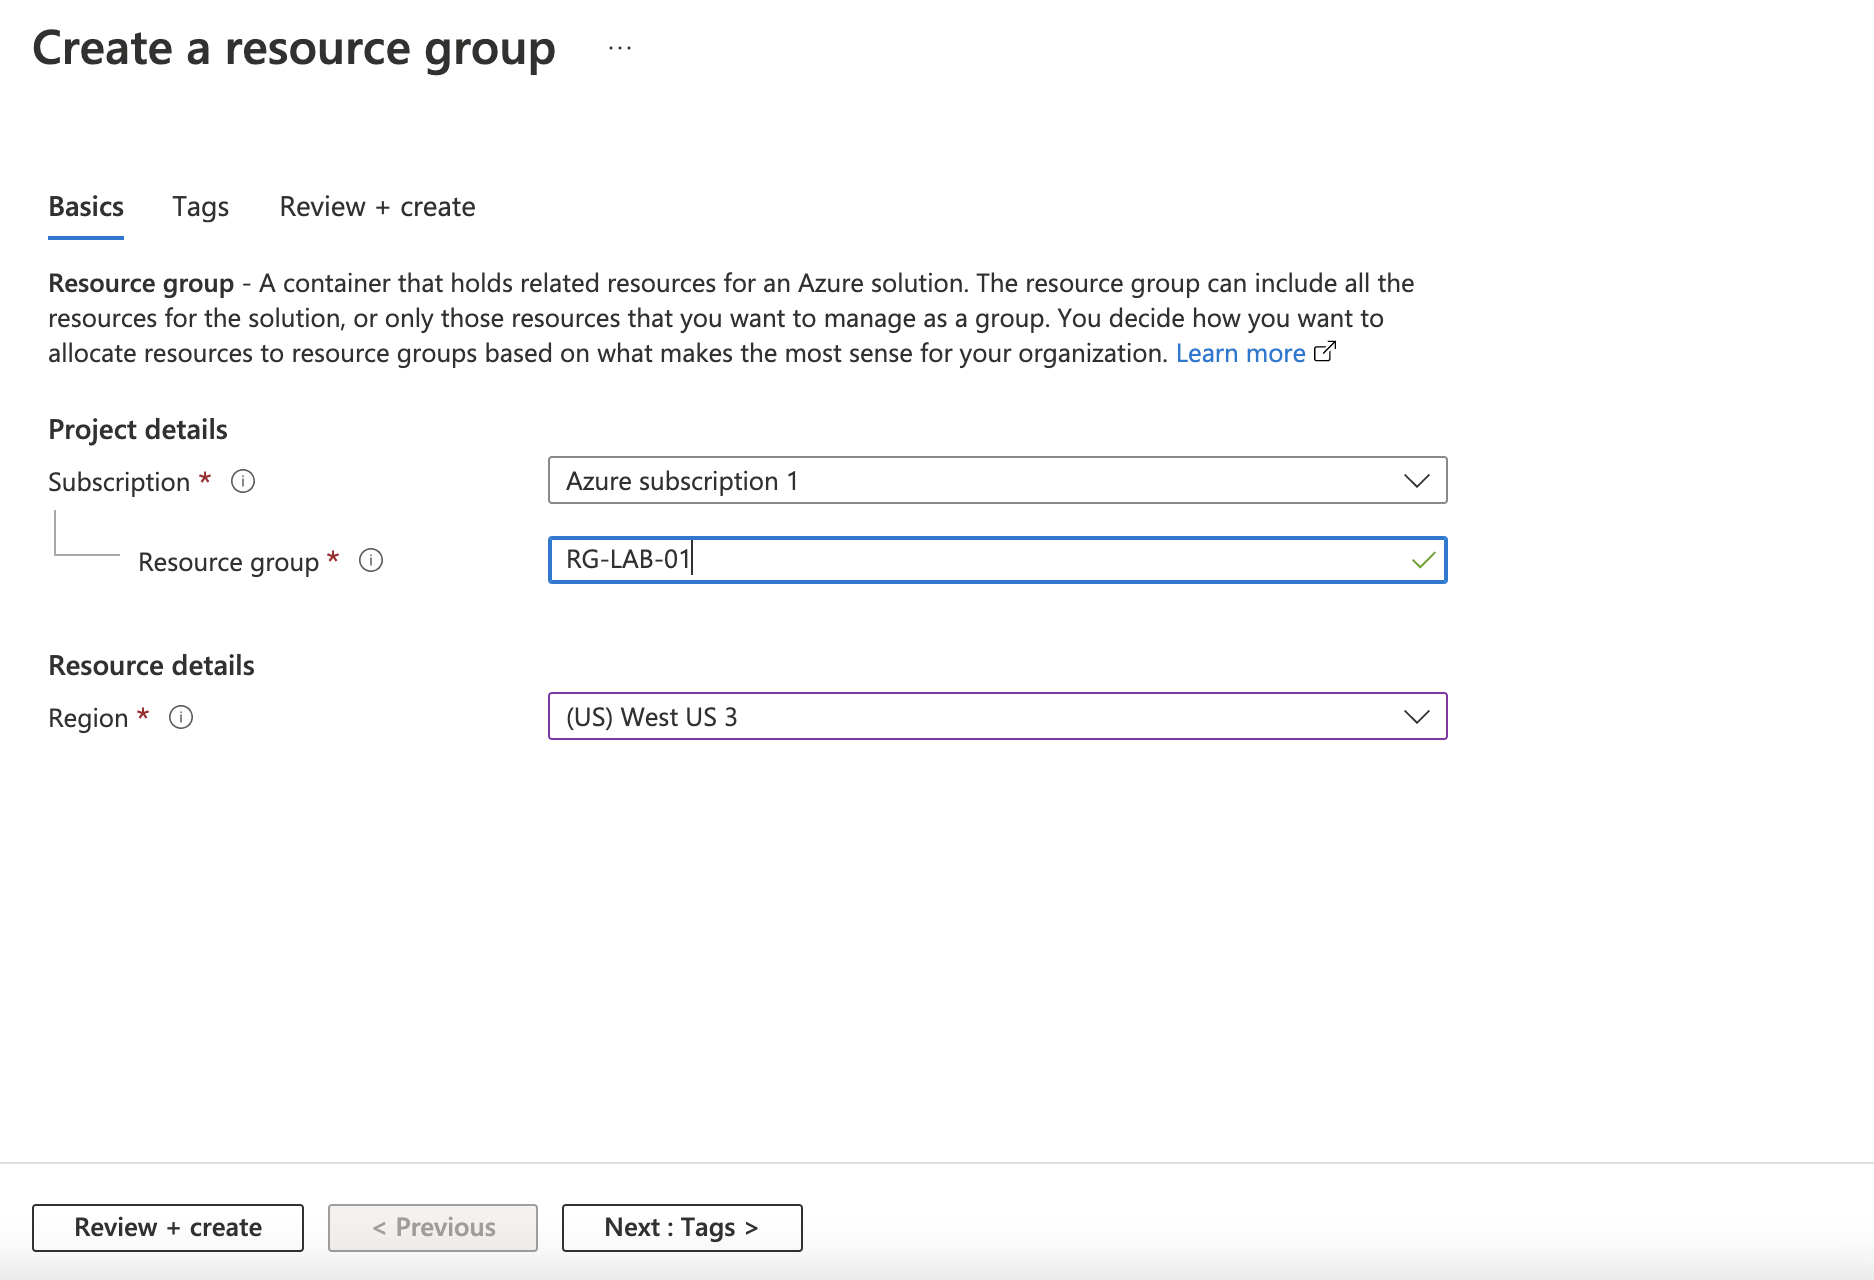 Create a resource group ...
Basics Tags Review + create
Resource group - A container that holds related resources for an Azure solution. The resource group can include all the
resources for the solution, or only those resources that you want to manage as a group. You decide how you want to
allocate resources to resource groups based on what makes the most sense for your organization. Learn more
Project details
Subscription * Azure subscription 1
Resource group * RG-LAB-01
Resource details
Region * (US) West US 3
Review + create < Previous Next : Tags >